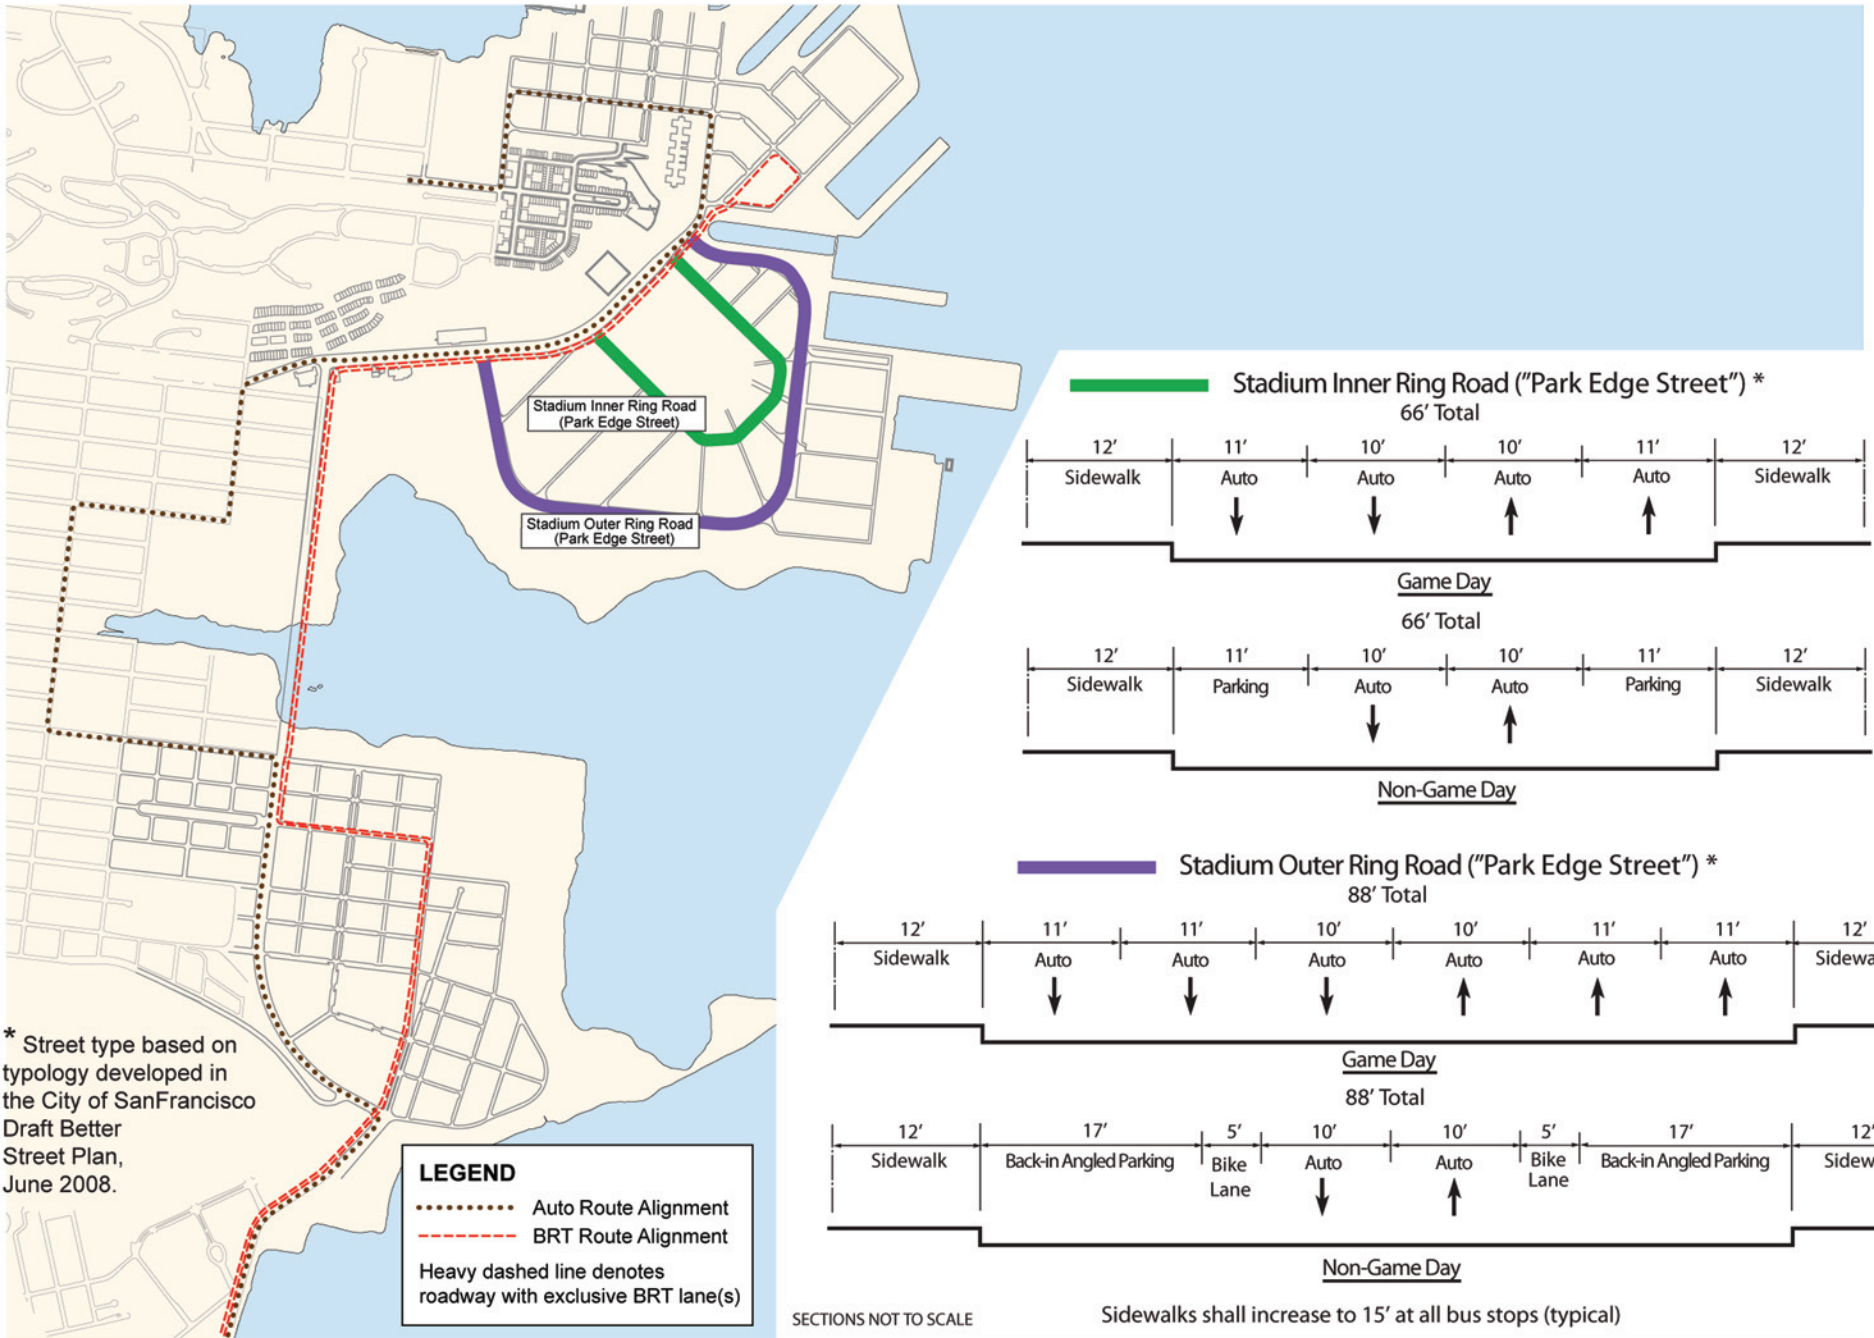 Stadium Inner Ring Road
(Park Edge Street)
Stadium Outer Ring Road
(Park Edge Street)
* Street type based on
typology developed in
the City of SanFrancisco
Draft Better
Street Plan,
June 2008.
LEGEND
Auto Route Alignment
BRT Route Alignment
Heavy dashed line denotes
roadway with exclusive BRT lane(s)
Stadium Inner Ring Road ("Park Edge Street") *
66' Total
12' 11' 10' 10' 11' 12'
Sidewalk Auto Auto Auto Auto Sidewalk
Game Day
66' Total
12' 11' 10' 10' 11' 12'
Sidewalk Parking Auto Auto Parking Sidewalk
Non-Game Day
Stadium Outer Ring Road ("Park Edge Street") *
88' Total
12' 11' 11' 10' 10' 11' 11' 12'
Sidewalk Auto Auto Auto Auto Auto Auto Sidewa
Game Day
88' Total
12' 17' 5' 10' 10' 5' 17' 12'
Sidewalk Back-in Angled Parking Bike Auto Auto Bike Back-in Angled Parking Sidew
Lane Lane
Non-Game Day
SECTIONS NOT TO SCALE
Sidewalks shall increase to 15' at all bus stops (typical)